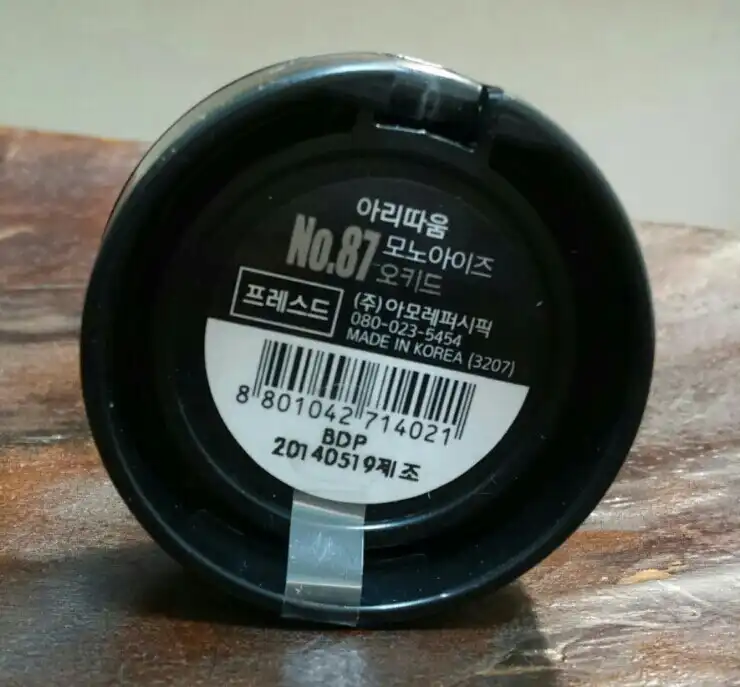 아리따움
No.87 모노아이즈
오키드
프레스드
(주)아모레퍼시픽
080-023-5454
MADE IN KOREA (3207)
8 801042 714021
BDP
20140519제조